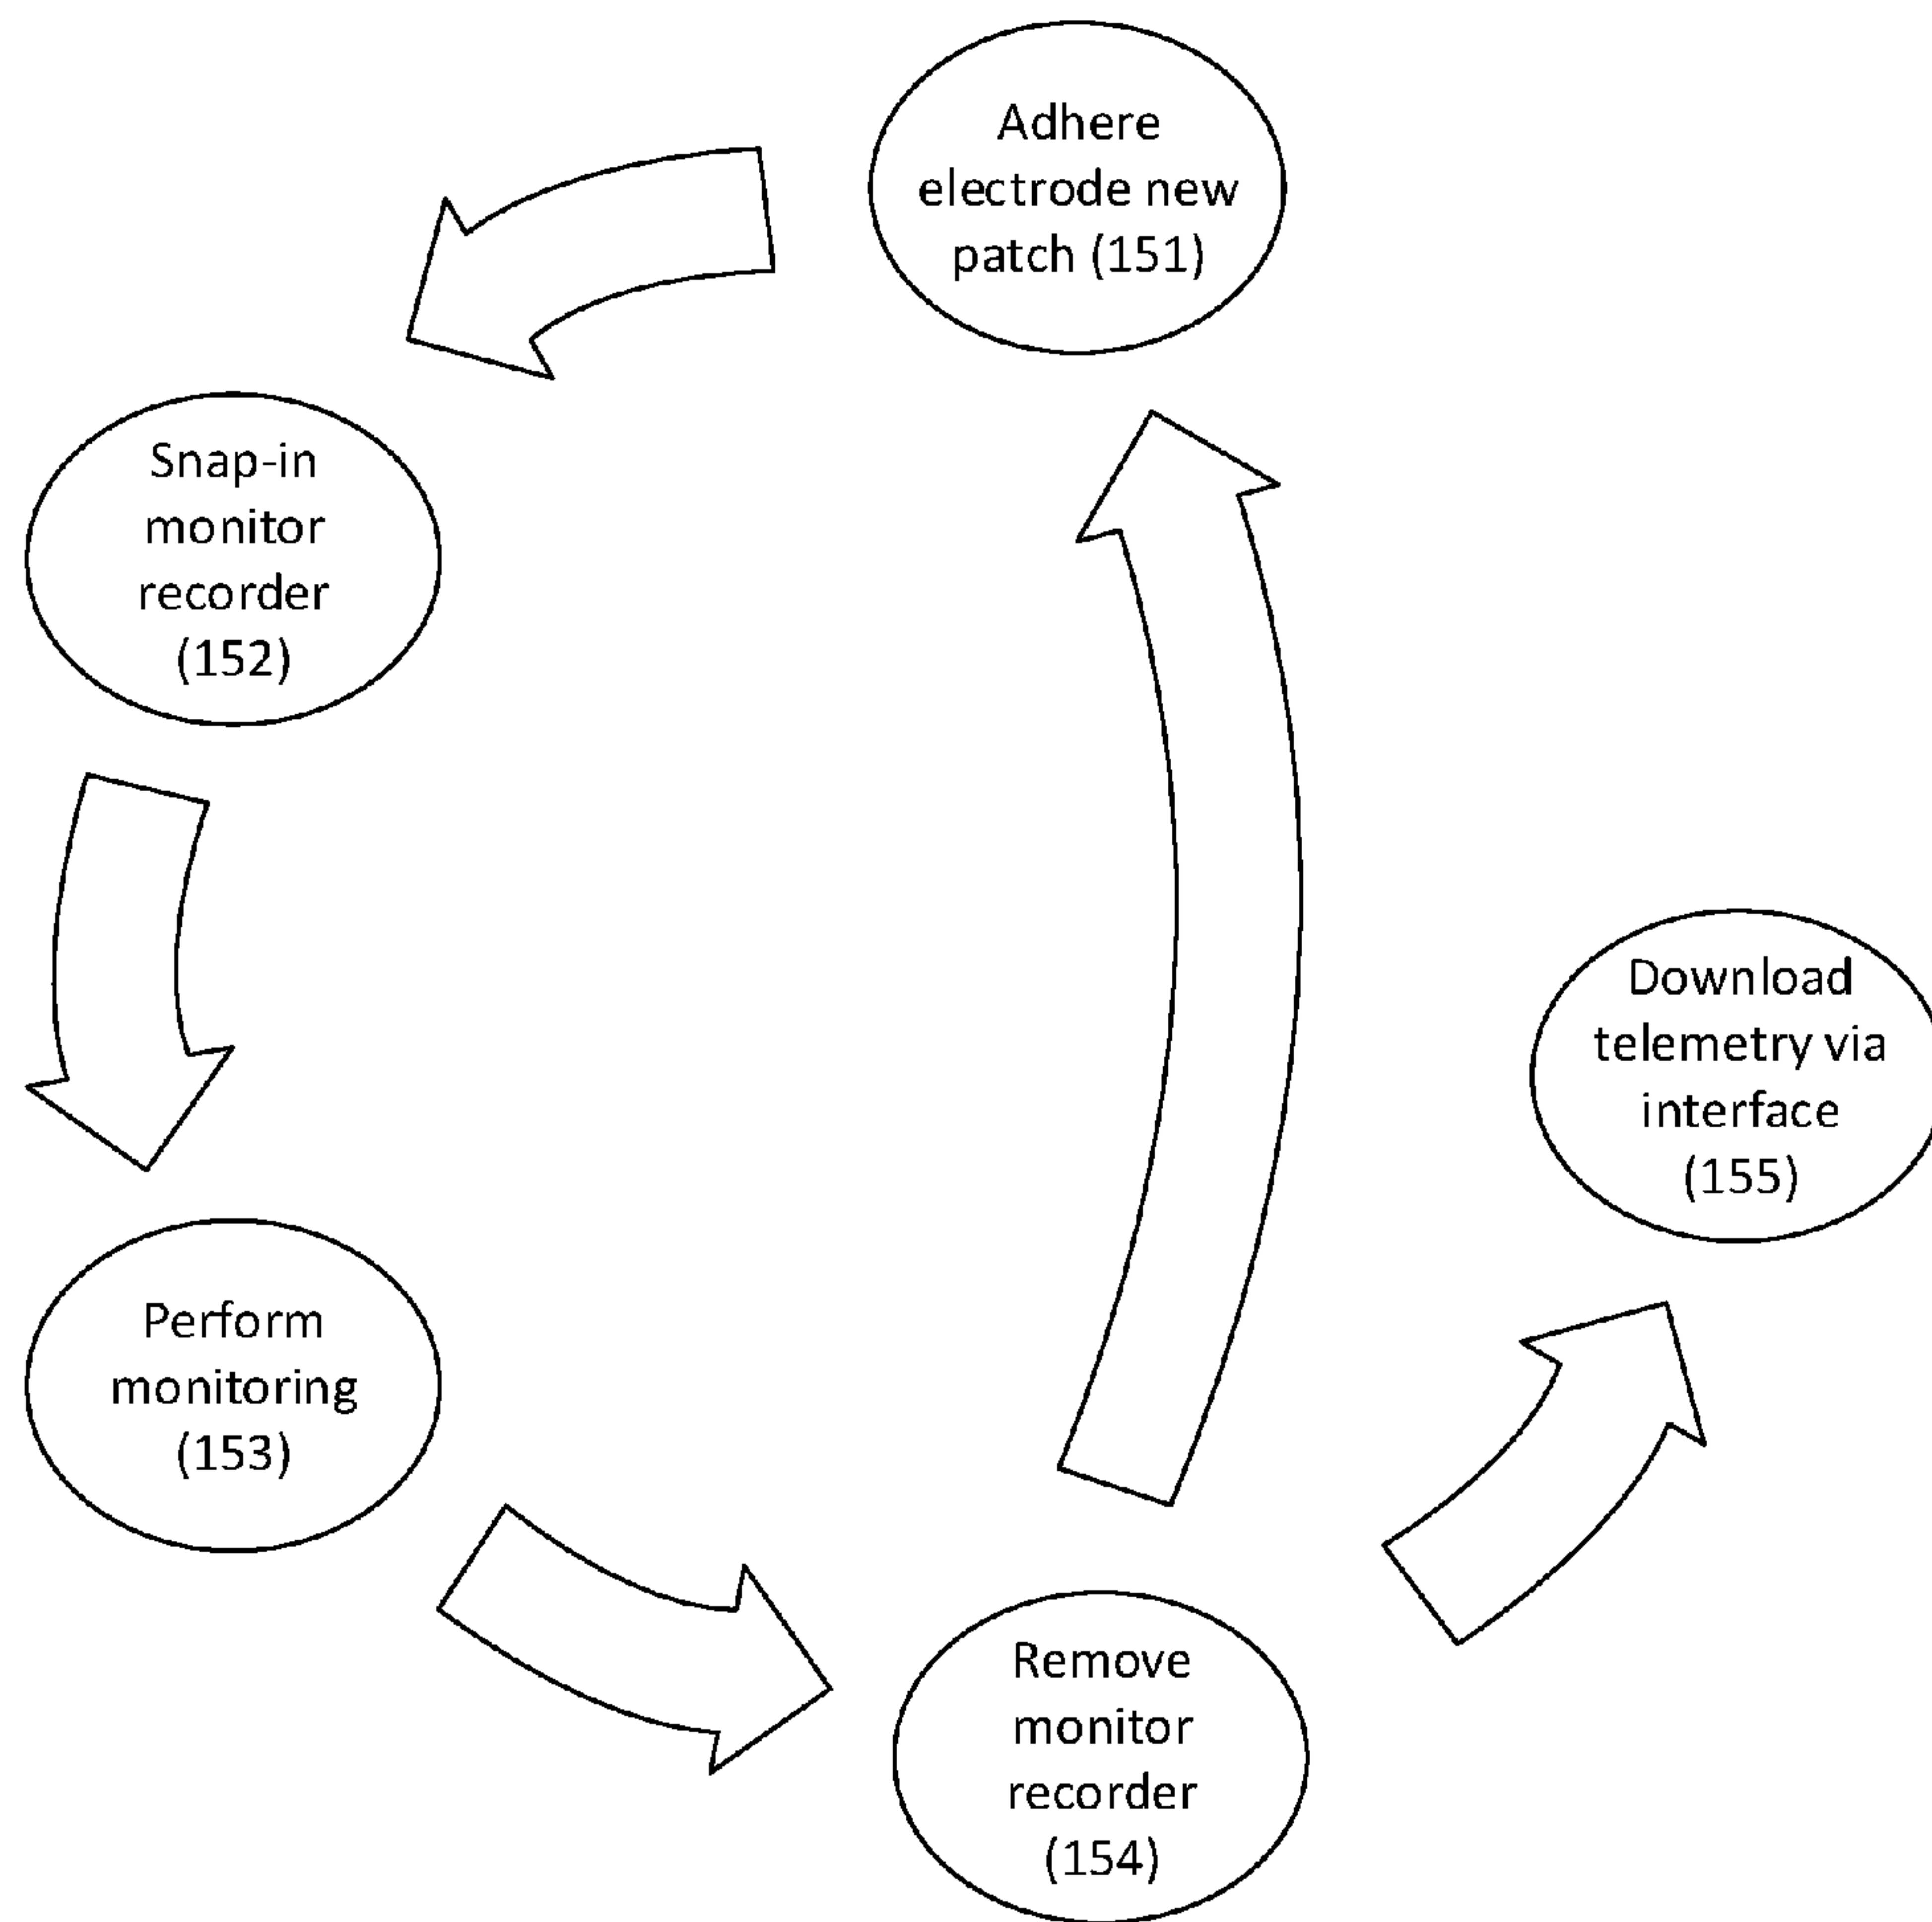 Adhere
electrode new
patch (151)
Snap-in
monitor
recorder
(152)
Perform
monitoring
(153)
Remove
monitor
recorder
(154)
Download
telemetry via
interface
(155)